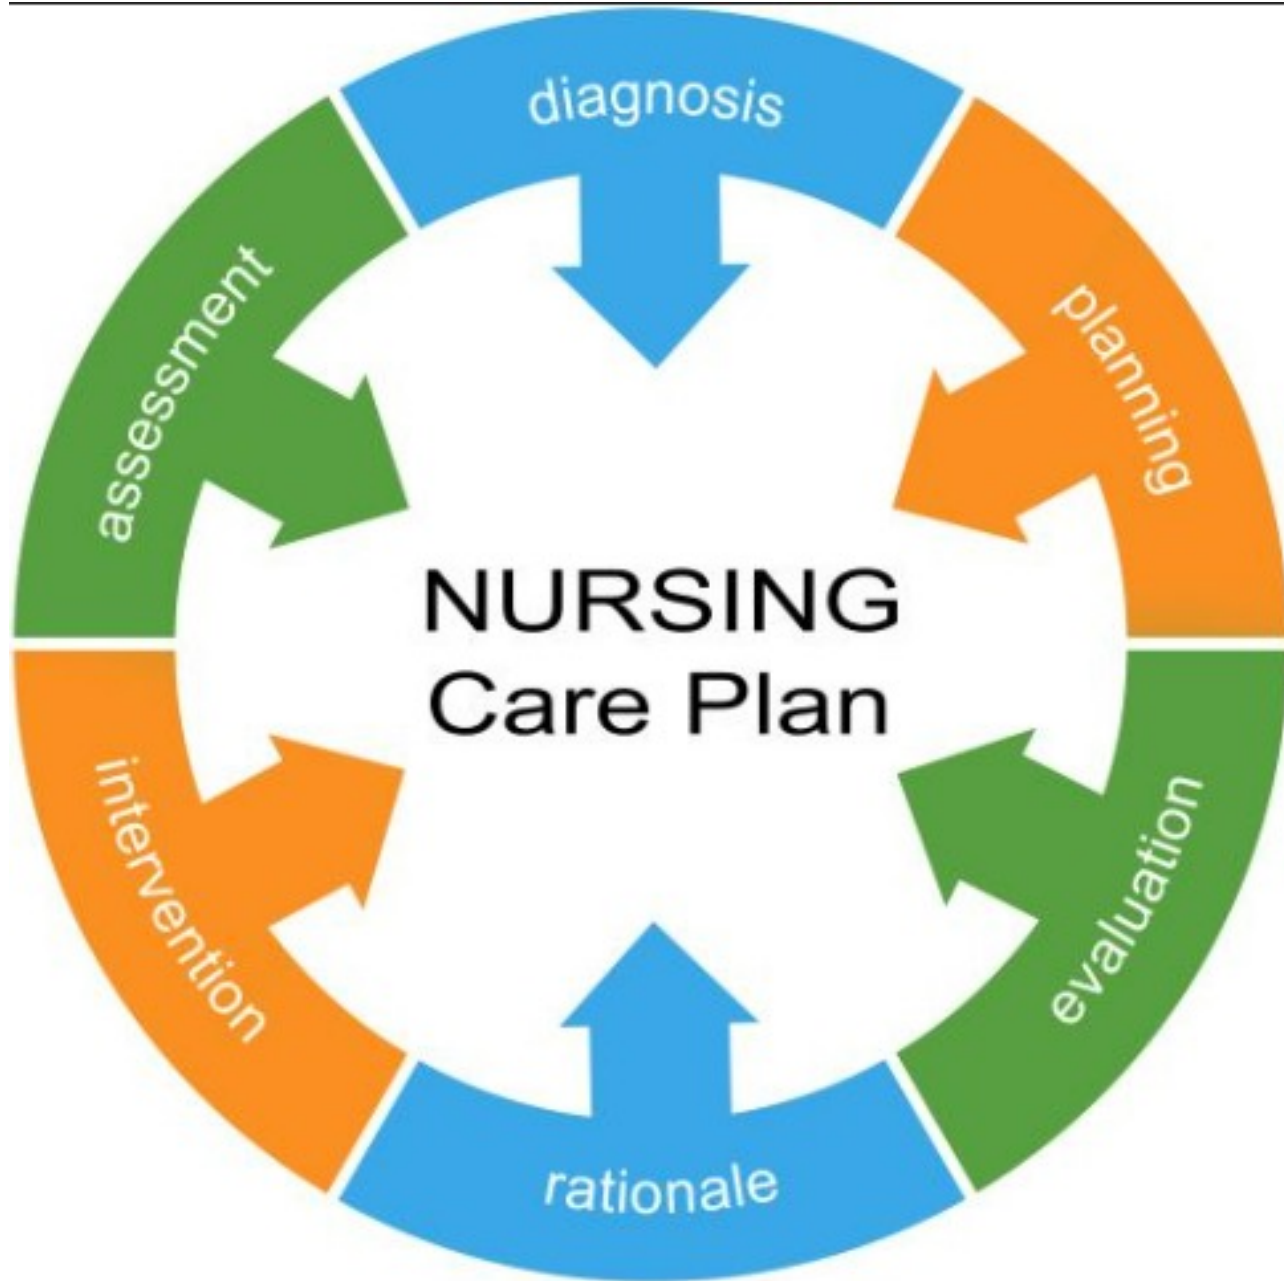 diagnosis
planning
assessment
NURSING
Care Plan
intervention
evaluation
rationale